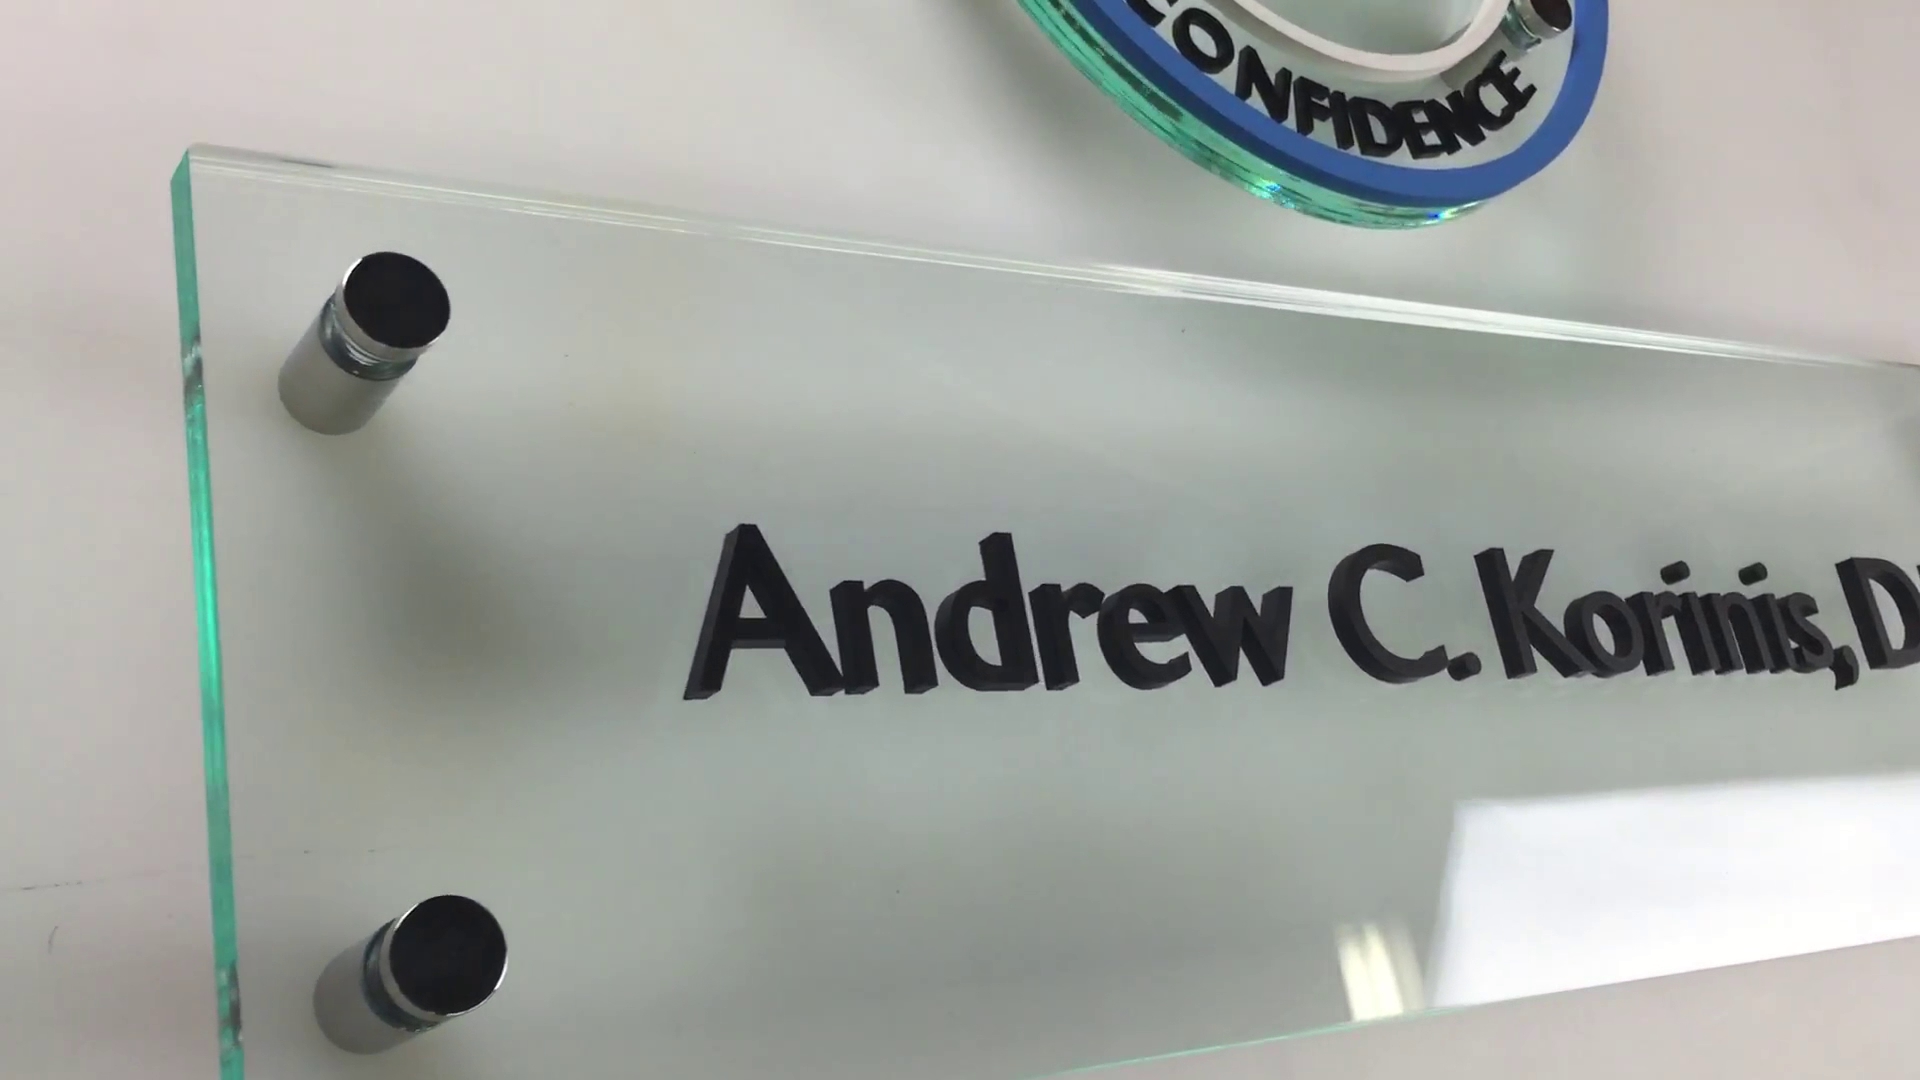 CONFIDENCE
Andrew C. Korinis, D